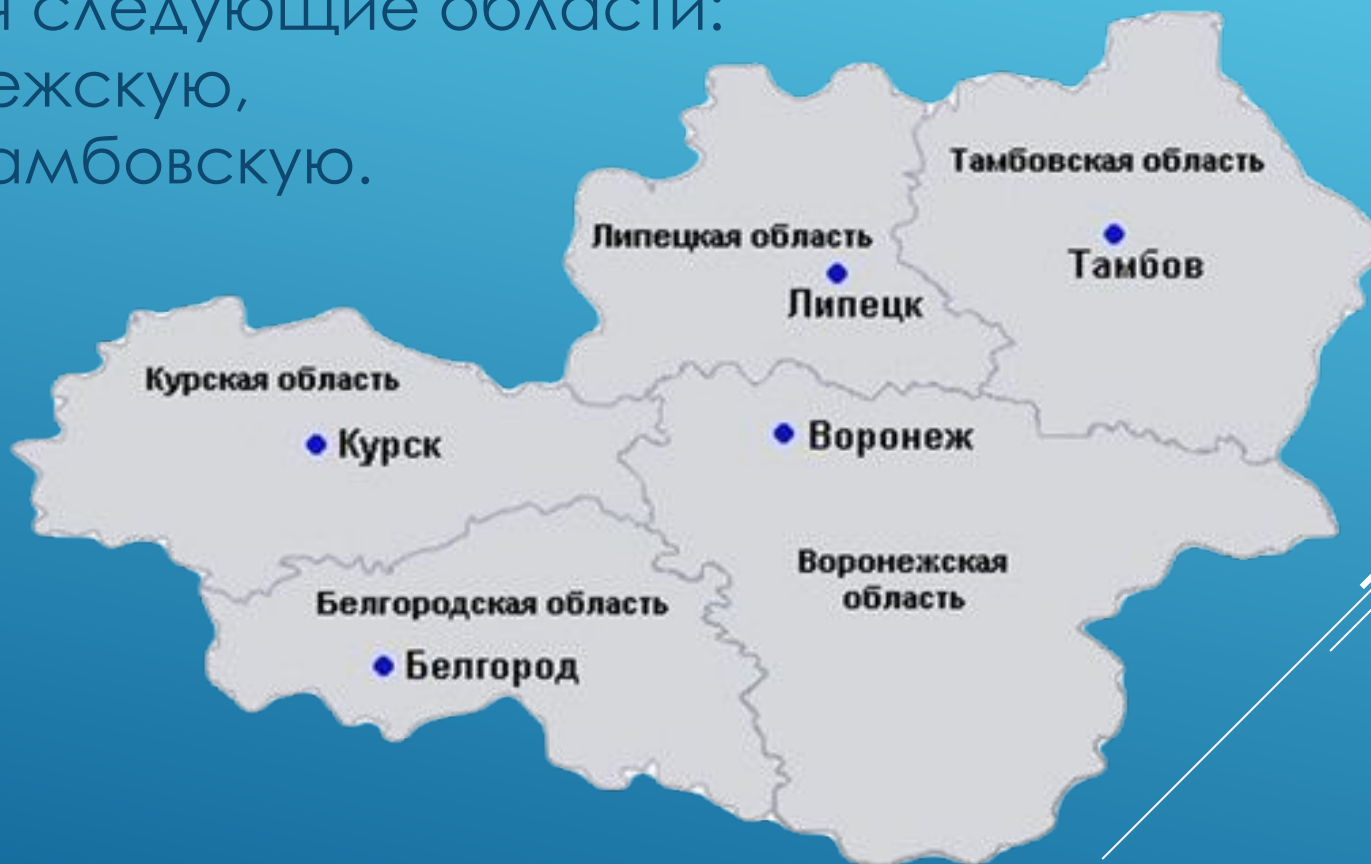 я следующие области:
ежскую,
амбовскую.
Тамбовская область
Тамбов
Липецкая область
Липецк
Курская область
Курск
Воронеж
Воронежская
область
Белгородская область
Белгород